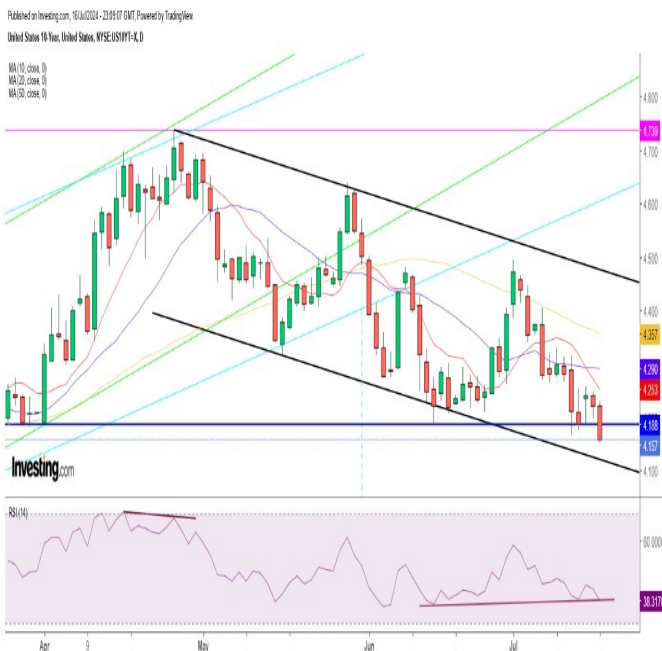 Published on Investing.com, 16/Jul/2024 - 23:09:07 GMT, Powered by TradingView.
United States 10-Year, United States, NYSE:US10YT=X, D
MA (10, close, 0)
MA (20, close, 0)
MA (50, close, 0)
4.800
4.739
4.700
4.600
4.500
4.400
4.357
4.290
4.253
4.188
4.157
4.100
Investing.com
RSI (14)
60.0000
38.3175
Apr 9 May Jun Jul